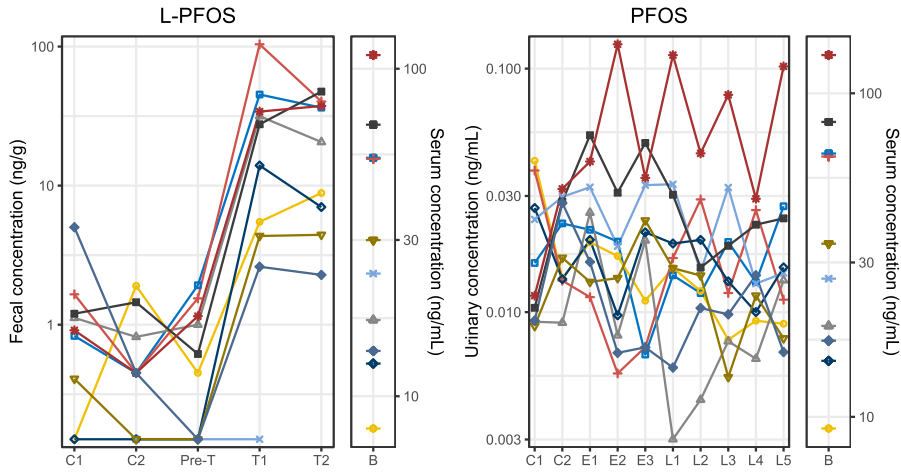 L-PFOS
PFOS
Fecal concentration (ng/g)
100
10
1
C1 C2 Pre-T T1 T2
B
100
30
10
Serum concentration (ng/mL)
Urinary concentration (ng/mL)
0.100
0.030
0.010
0.003
C1 C2 E1 E2 E3 L1 L2 L3 L4 L5
B
100
30
10
Serum concentration (ng/mL)